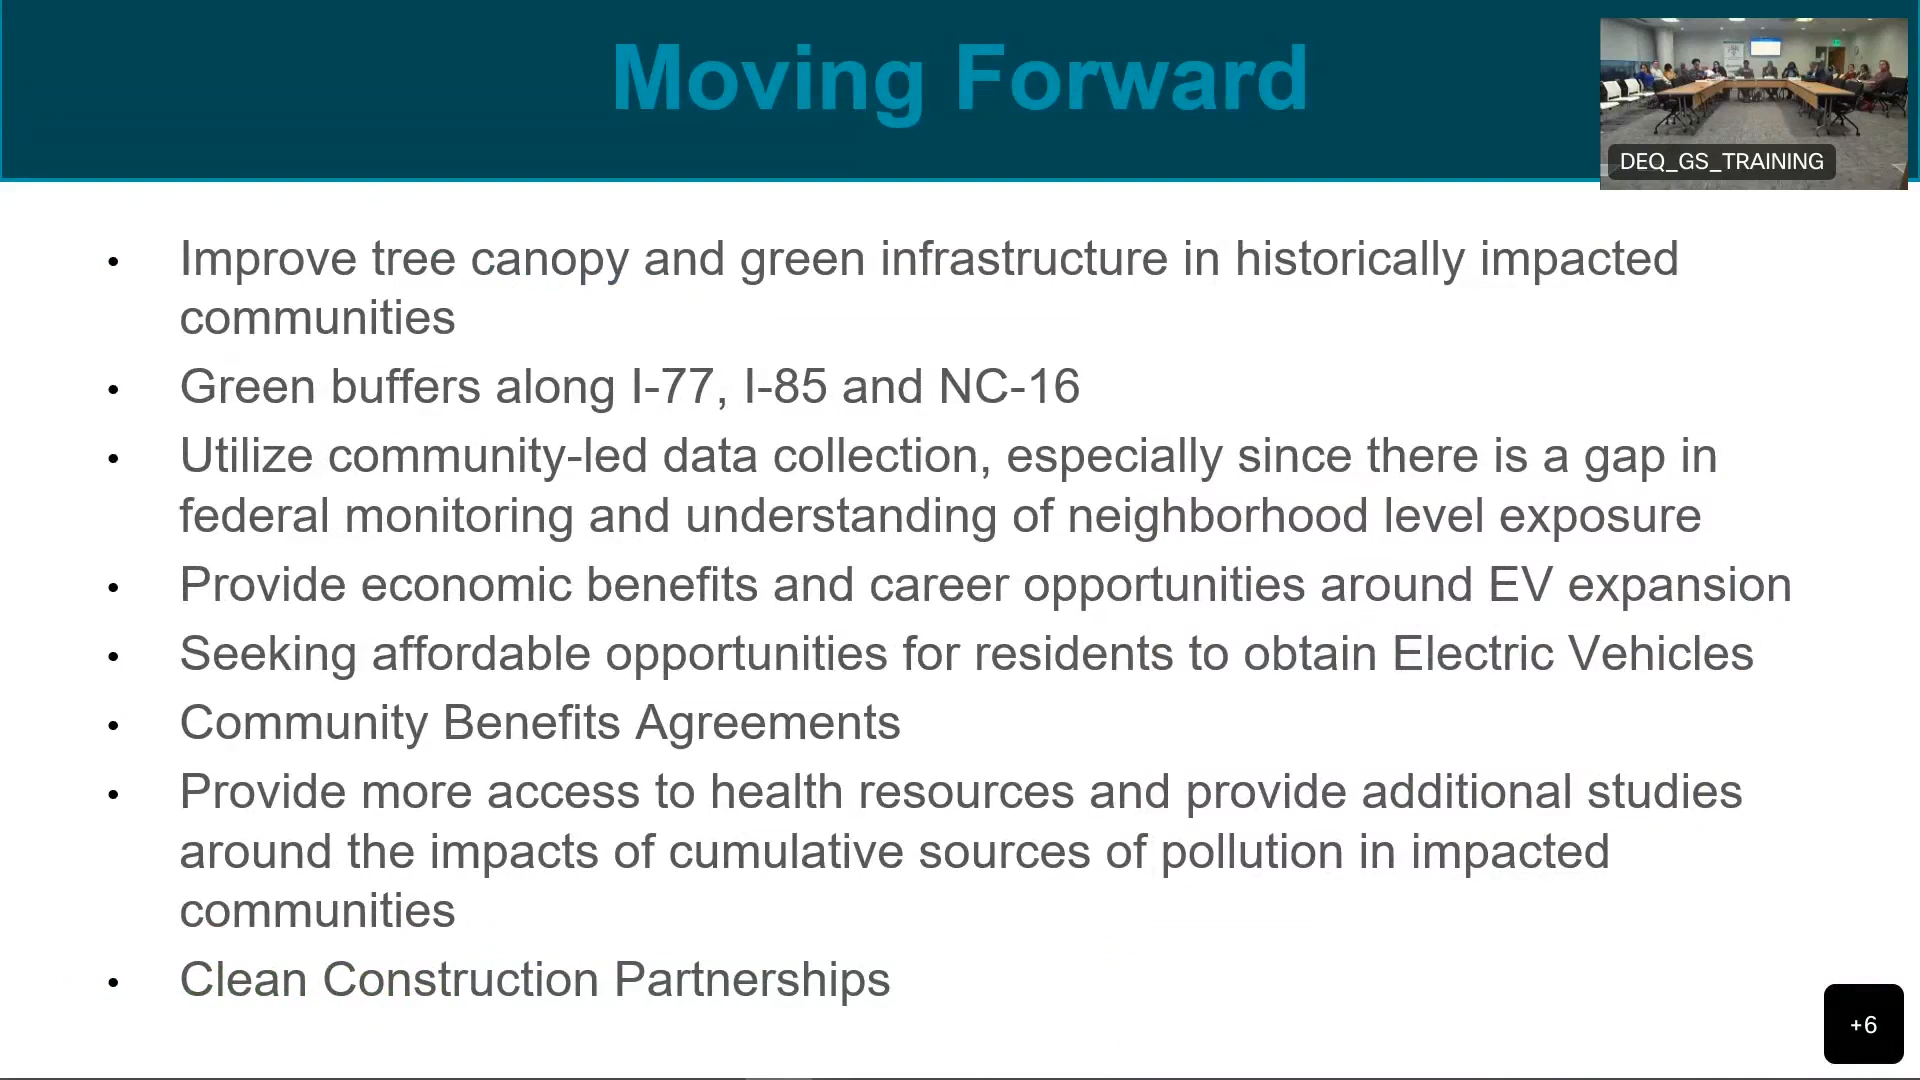 Moving Forward
DEQ_GS_TRAINING
• Improve tree canopy and green infrastructure in historically impacted
communities
• Green buffers along I-77, I-85 and NC-16
• Utilize community-led data collection, especially since there is a gap in
federal monitoring and understanding of neighborhood level exposure
• Provide economic benefits and career opportunities around EV expansion
• Seeking affordable opportunities for residents to obtain Electric Vehicles
• Community Benefits Agreements
• Provide more access to health resources and provide additional studies
around the impacts of cumulative sources of pollution in impacted
communities
• Clean Construction Partnerships
+6